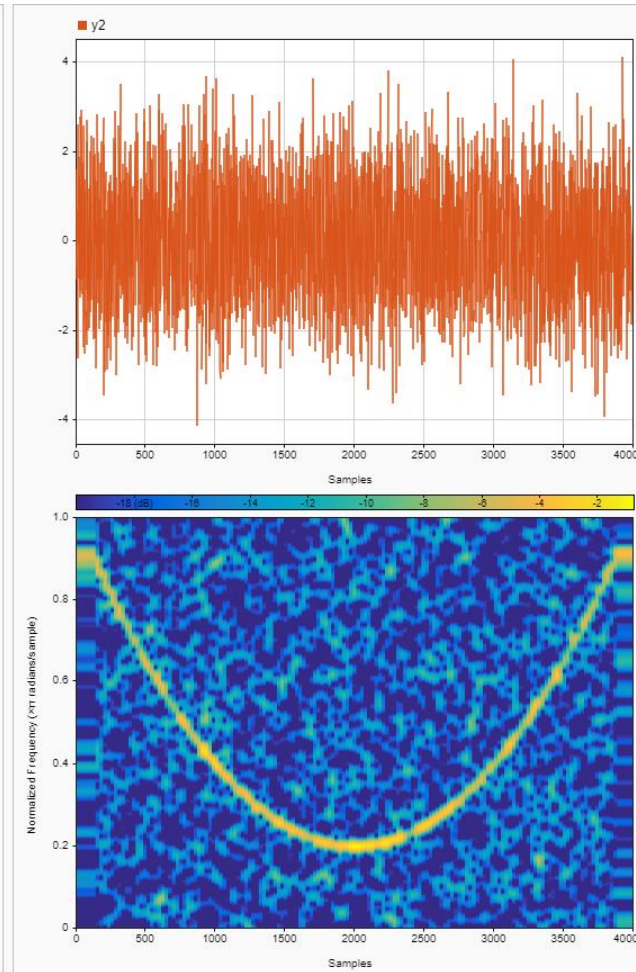 y2
4
2
0
-2
-4
0 500 1000 1500 2000 2500 3000 3500 4000
Samples
-18 (dB) -16 -14 -12 -10 -8 -6 -4 -2
1.0
0.8
0.6
0.4
0.2
0
Normalized Frequency (×π radians/sample)
0 500 1000 1500 2000 2500 3000 3500 4000
Samples